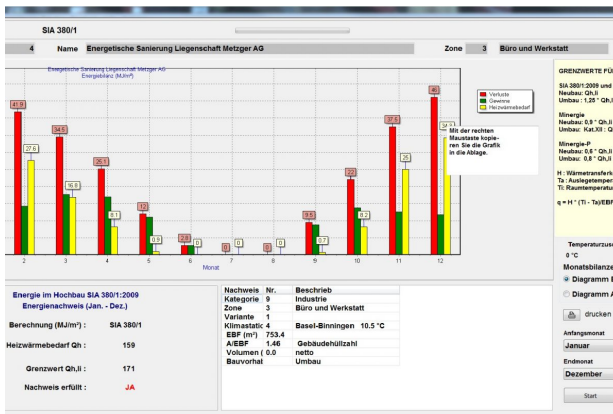 SIA 380/1
4 Name Energetische Sanierung Liegenschaft Metzger AG Zone 3 Büro und Werkstatt
Energetische Sanierung Liegenschaft Metzger AG
Energiebilanz (MJ/m²)
Verluste
Gewinne
Heizwärmebedarf
41.9
27.6
34.5
16.9
25.1
8.1
12
0.9
2.8
0
0
0
0
0
9.5
0.7
22
8.2
37.5
25
46
Mit der rechten
Maustaste kopie-
ren Sie die Grafik
in die Ablage.
2 3 4 5 6 7 8 9 10 11 12
Monat
GRENZWERTE FÜ
SIA 380/1:2009 und
Neubau: Qh,li
Umbau : 1,25 * Qh,l
Minergie
Neubau: 0,9 * Qh,li
Umbau: Kat.XII : Q
Minergie-P
Neubau: 0,6 * Qh,li
Umbau: 0,8 * Qh,li
H : Wärmetransferk
Ta : Auslegetemper
Ti: Raumtemperatu
q = H * (Ti - Ta)/EBF
Temperaturzus
0 °C
Monatsbilanze
Diagramm E
Diagramm A
drucken
Anfangsmonat
Januar
Endmonat
Dezember
Start
Energie im Hochbau SIA 380/1:2009
Energienachweis (Jan. - Dez.)
Berechnung (MJ/m²) : SIA 380/1
Heizwärmebedarf Qh : 159
Grenzwert Qh,li : 171
Nachweis erfüllt : JA
Nachweis Nr. Beschrieb
Kategorie 9 Industrie
Zone 3 Büro und Werkstatt
Variante 1
Klimastatic 4 Basel-Binningen 10.5 °C
EBF (m²) 753.4
A/EBF 1.46 Gebäudehüllzahl
Volumen ( 0.0 netto
Bauvorhat Umbau